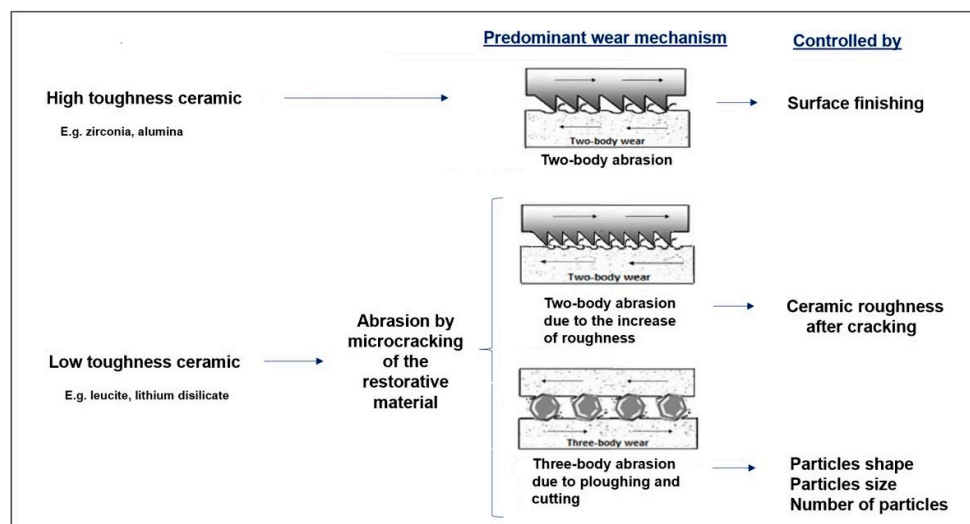 Predominant wear mechanism
Controlled by
High toughness ceramic
E.g. zirconia, alumina
Two-body wear
Two-body abrasion
Surface finishing
Low toughness ceramic
E.g. leucite, lithium disilicate
Abrasion by
microcracking
of the
restorative
material
Two-body wear
Two-body abrasion
due to the increase
of roughness
Ceramic roughness
after cracking
Three-body wear
Three-body abrasion
due to ploughing and
cutting
Particles shape
Particles size
Number of particles